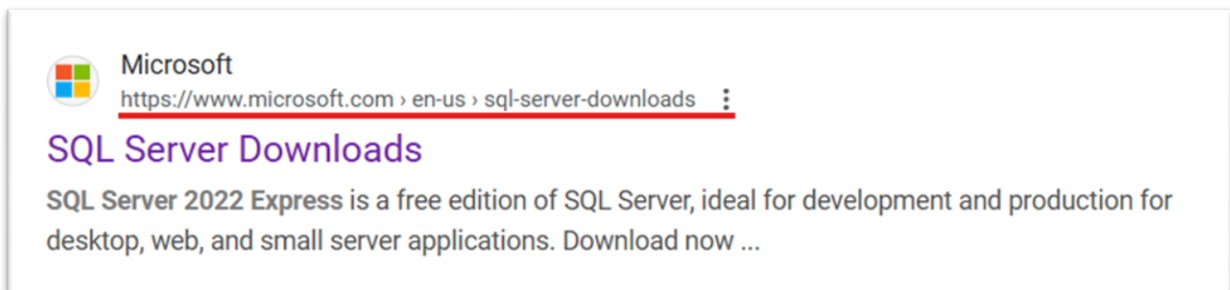 Microsoft
https://www.microsoft.com › en-us › sql-server-downloads
SQL Server Downloads
SQL Server 2022 Express is a free edition of SQL Server, ideal for development and production for
desktop, web, and small server applications. Download now ...